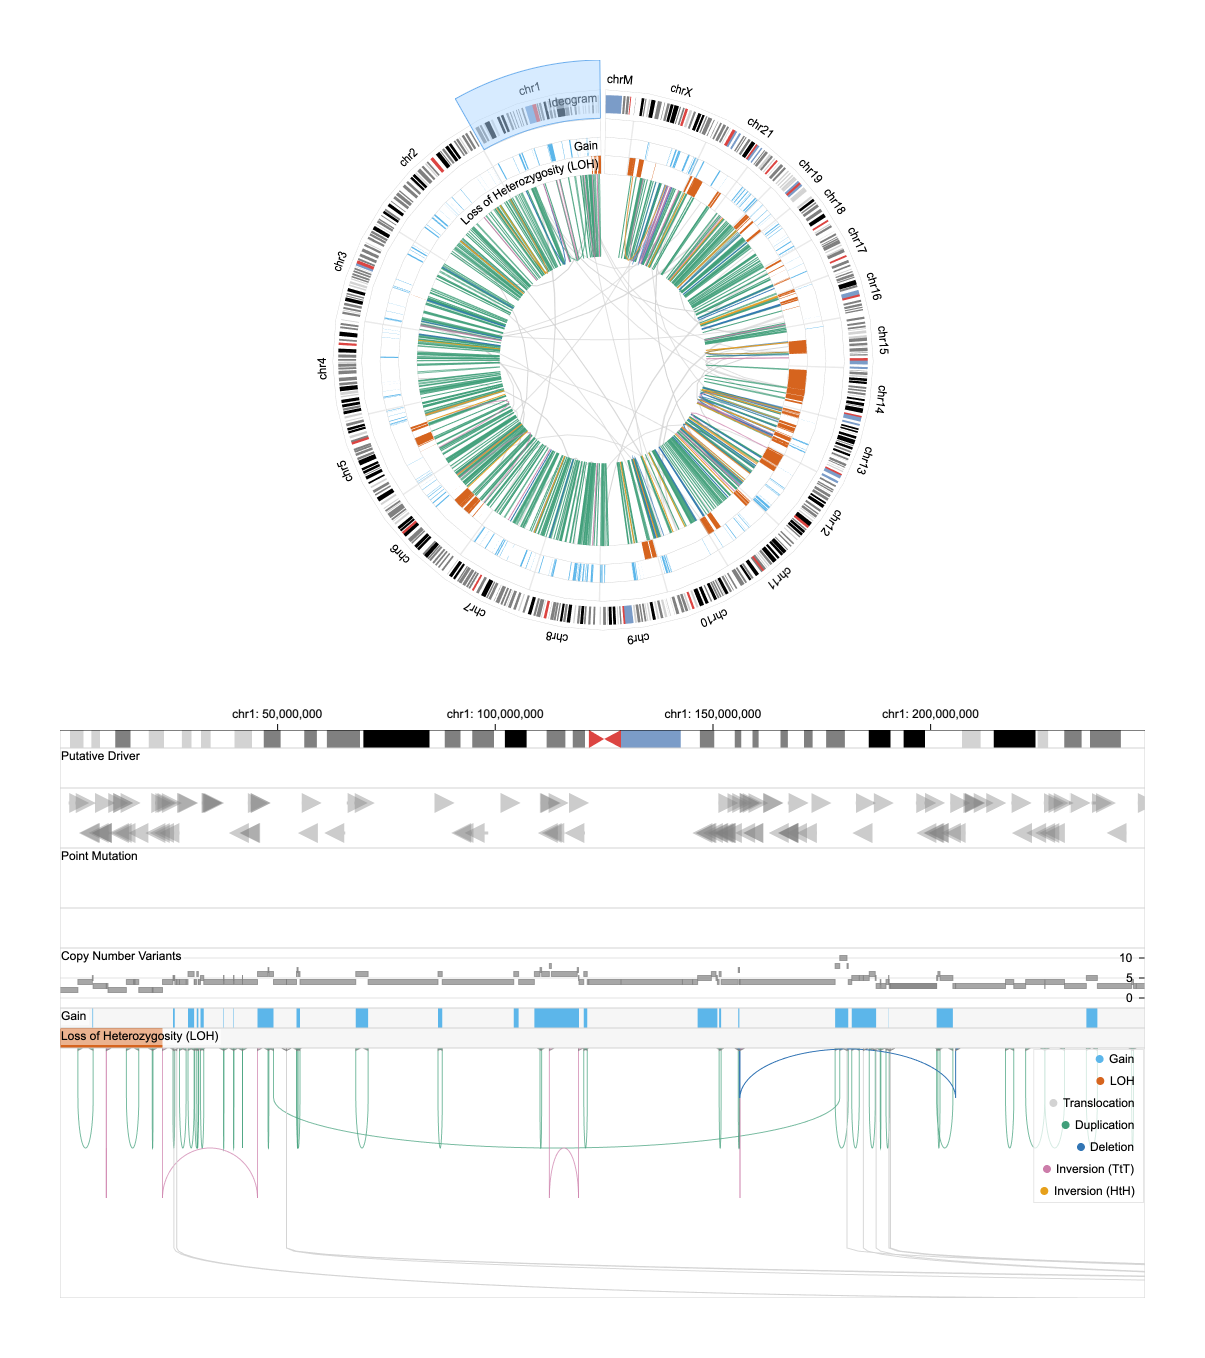 chrM
chrX
chr1
Ideogram
chr21
chr2
Gain
chr19
Loss of Heterozygosity (LOH)
chr18
chr17
chr3
chr16
chr15
chr4
chr14
chr13
chr5
chr12
chr6
chr11
chr7
chr10
chr8
chr9
chr1: 50,000,000 chr1: 100,000,000 chr1: 150,000,000 chr1: 200,000,000
Putative Driver
Point Mutation
Copy Number Variants
10
5
0
Gain
Loss of Heterozygosity (LOH)
Gain
LOH
Translocation
Duplication
Deletion
Inversion (TtT)
Inversion (HtH)